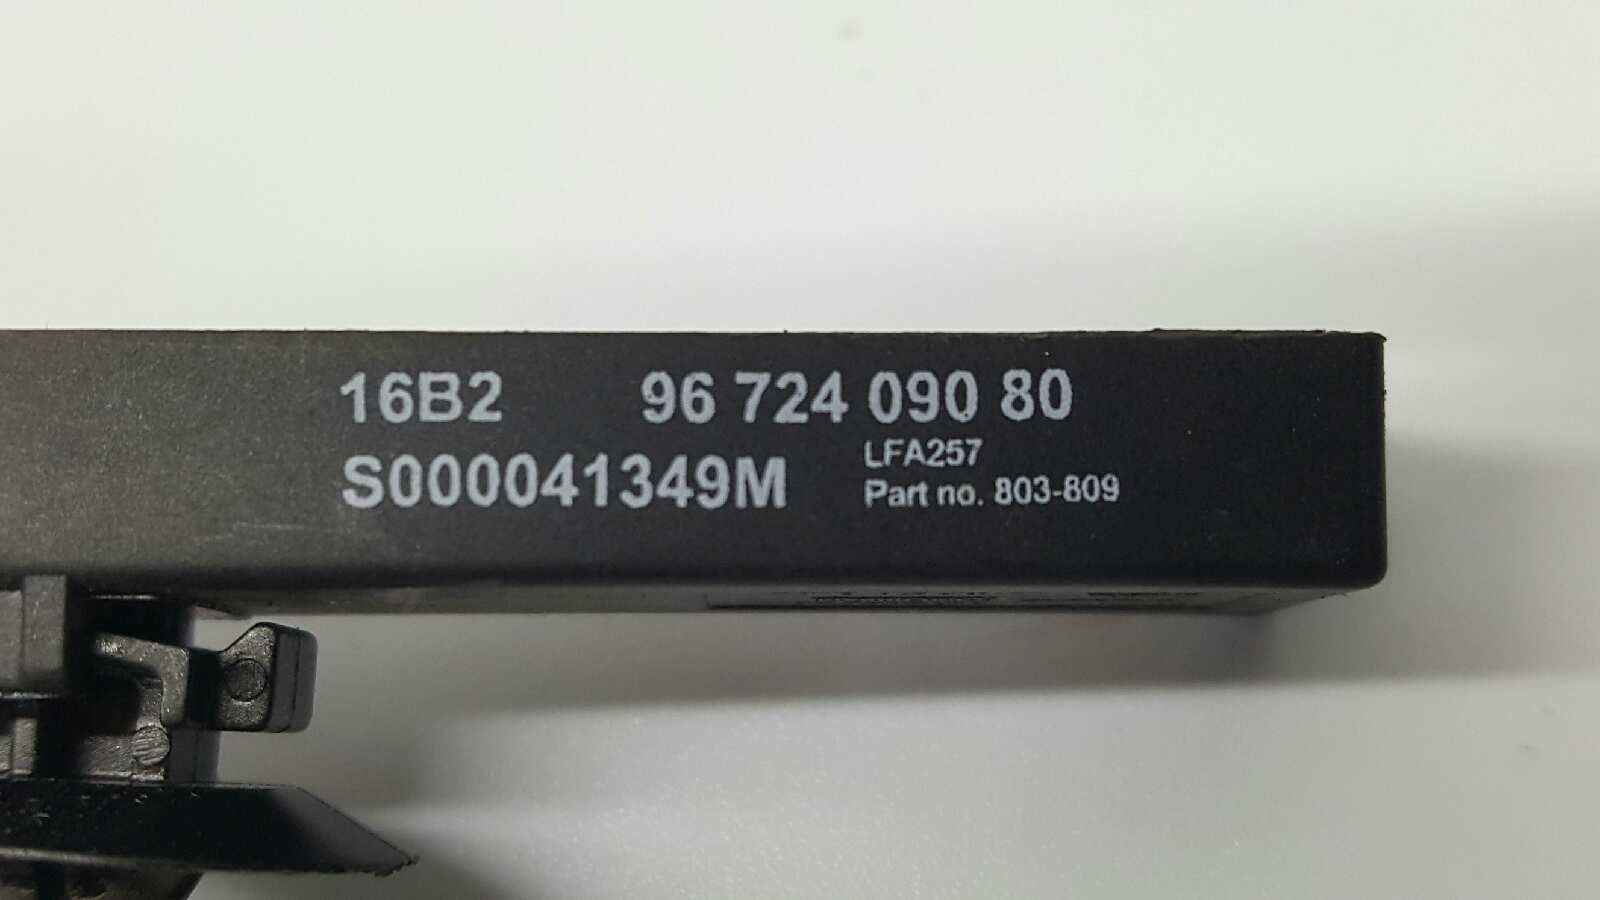 16B2 96 724 090 80
S000041349M LFA257
Part no. 803-809